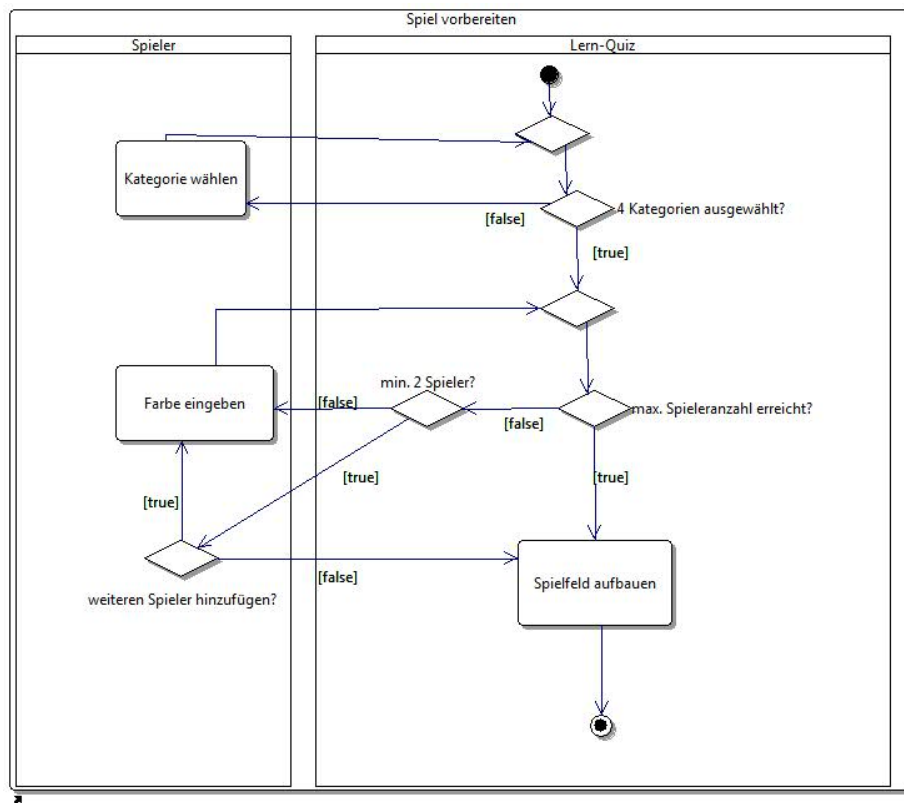 Spiel vorbereiten
Spieler
Lern-Quiz
Kategorie wählen
4 Kategorien ausgewählt?
[false]
[true]
min. 2 Spieler?
Farbe eingeben
[false]
[false]
max. Spieleranzahl erreicht?
[true]
[true]
[true]
[false]
Spielfeld aufbauen
weiteren Spieler hinzufügen?